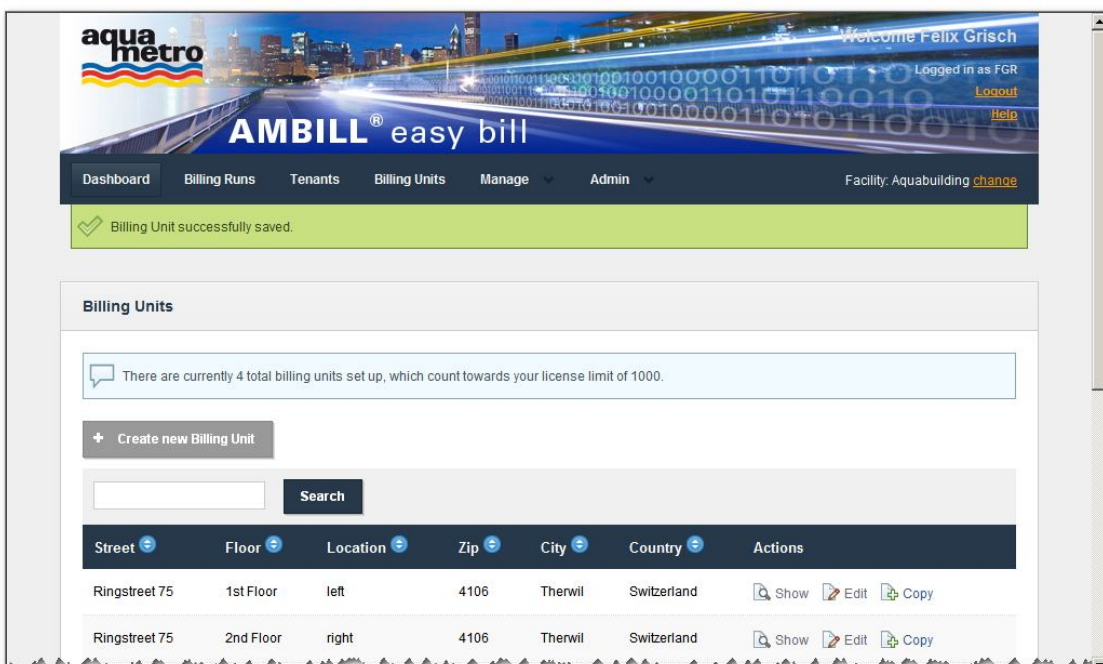 aqua
metro
Welcome Felix Grisch
Logged in as FGR
Logout
Help
AMBILL® easy bill
Dashboard Billing Runs Tenants Billing Units Manage Admin Facility: Aquabuilding change
Billing Unit successfully saved.
Billing Units
There are currently 4 total billing units set up, which count towards your license limit of 1000.
+ Create new Billing Unit
Search
Street Floor Location Zip City Country Actions
Ringstreet 75 1st Floor left 4106 Therwil Switzerland Show Edit Copy
Ringstreet 75 2nd Floor right 4106 Therwil Switzerland Show Edit Copy